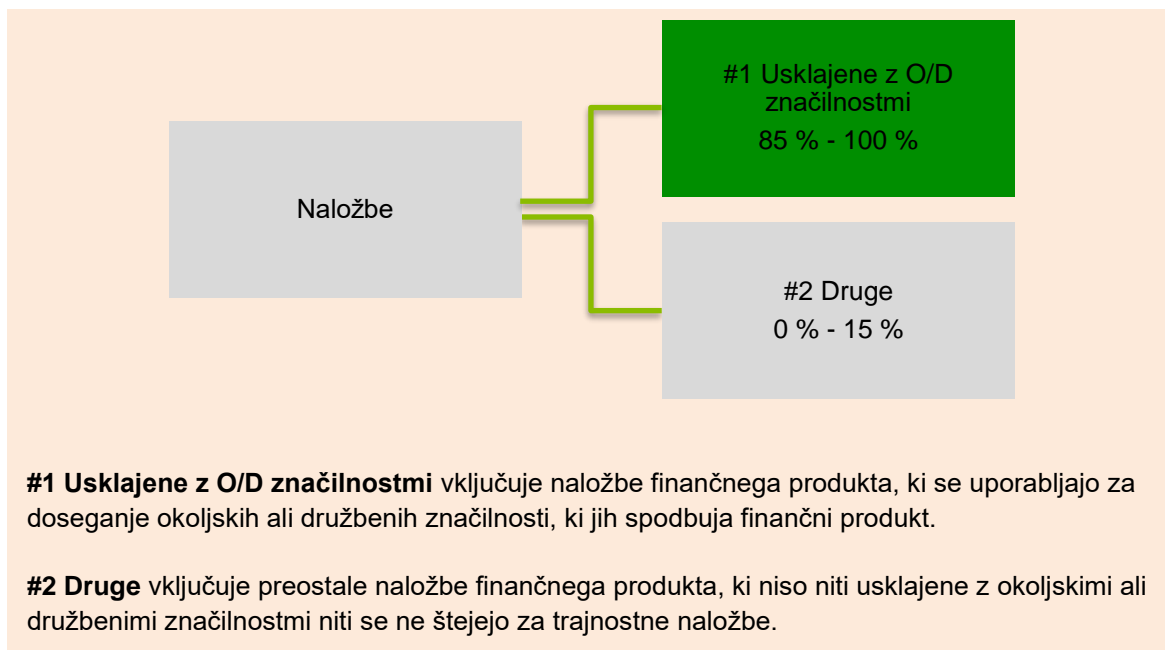 #1 Usklajene z O/D
značilnostmi
85 % - 100 %
Naložbe
#2 Druge
0 % - 15 %
#1 Usklajene z O/D značilnostmi vključuje naložbe finančnega produkta, ki se uporabljajo za
doseganje okoljskih ali družbenih značilnosti, ki jih spodbuja finančni produkt.
#2 Druge vključuje preostale naložbe finančnega produkta, ki niso niti usklajene z okoljskimi ali
družbenimi značilnostmi niti se ne štejejo za trajnostne naložbe.